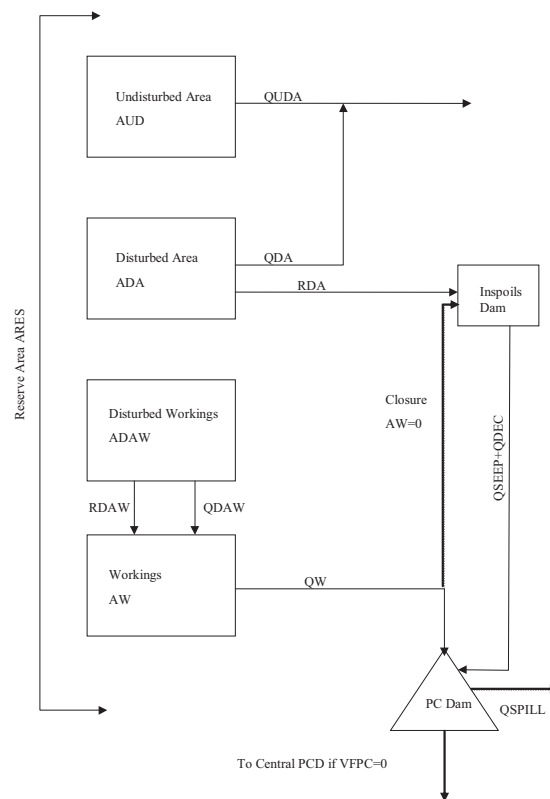 Undisturbed Area
AUD
QUDA
Disturbed Area
ADA
QDA
RDA
Inspoils
Dam
Reserve Area ARES
Disturbed Workings
ADAW
Closure
AW=0
QSEEP+QDEC
RDAW
QDAW
Workings
AW
QW
PC Dam
QSPILL
To Central PCD if VFPC=0